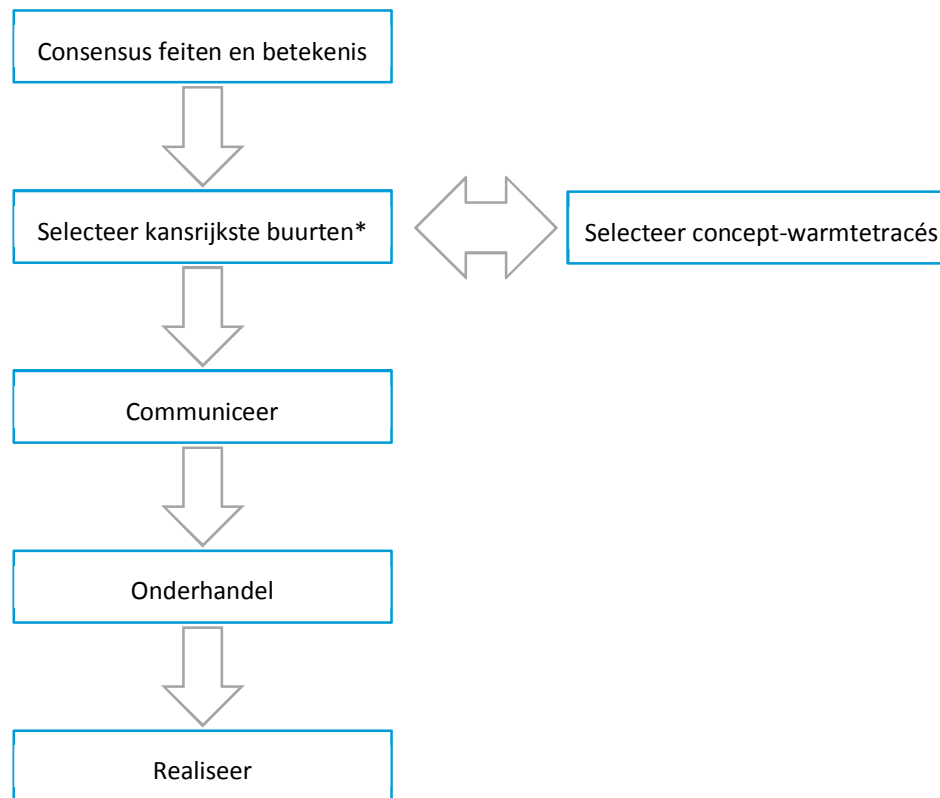 Consensus feiten en betekenis
Selecteer kansrijkste buurten*
Selecteer concept-warmtetracés
Communiceer
Onderhandel
Realiseer